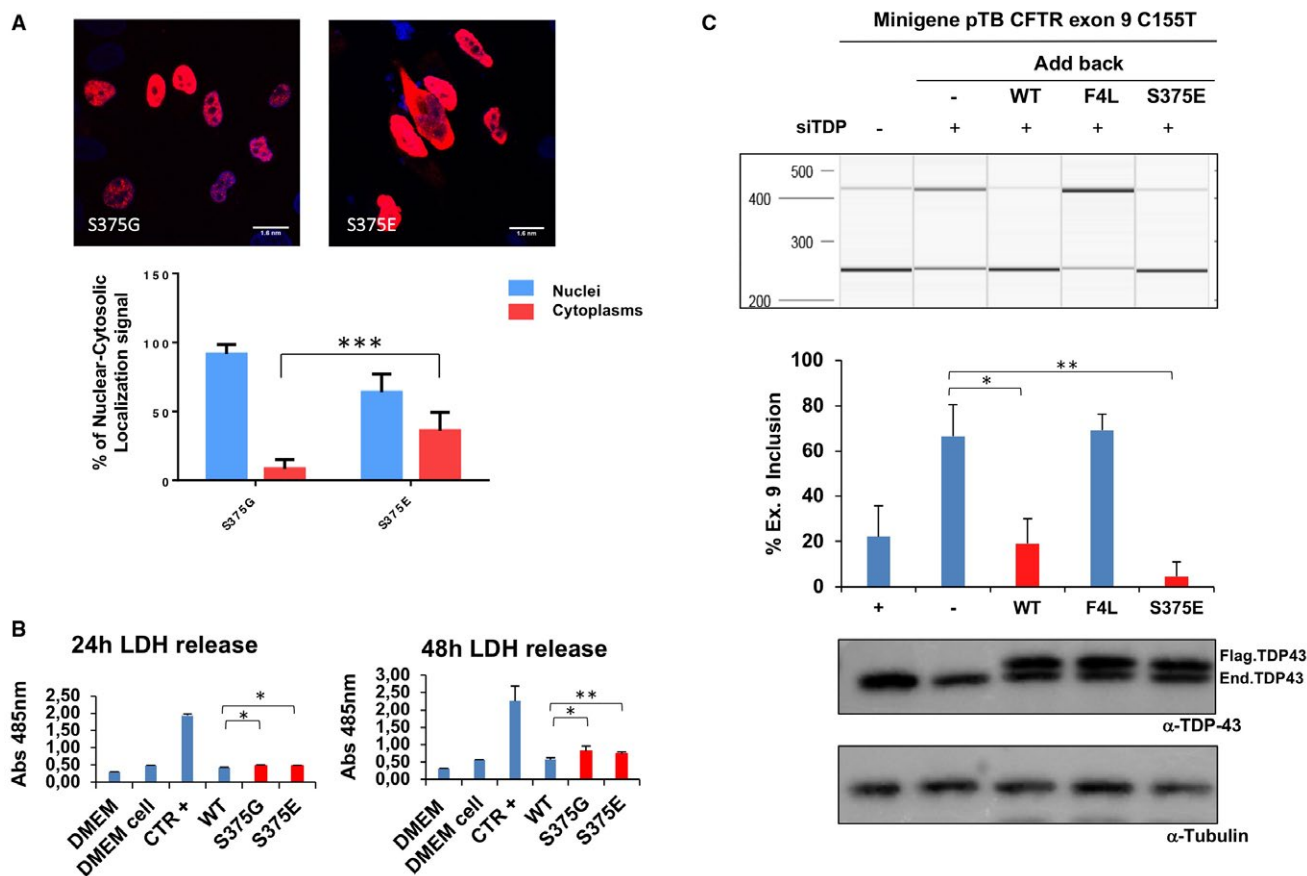 A
S375G
1.6 nm
S375E
1.6 nm
% of Nuclear-Cytosolic
Localization signal
150
100
50
0
S375G
S375E
***
Nuclei
Cytoplasms
B
24h LDH release
Abs 485nm
2,50
2,00
1,50
1,00
0,50
0,00
*
*
DMEM
DMEM cell
CTR +
WT
S375G
S375E
48h LDH release
Abs 485nm
3,00
2,50
2,00
1,50
1,00
0,50
0,00
**
*
DMEM
DMEM cell
CTR +
WT
S375G
S375E
C
Minigene pTB CFTR exon 9 C155T
Add back
- WT F4L S375E
siTDP - + + + +
500
400
300
200
% Ex. 9 Inclusion
100
80
60
40
20
0
**
*
+ - WT F4L S375E
Flag.TDP43
End.TDP43
α-TDP-43
α-Tubulin